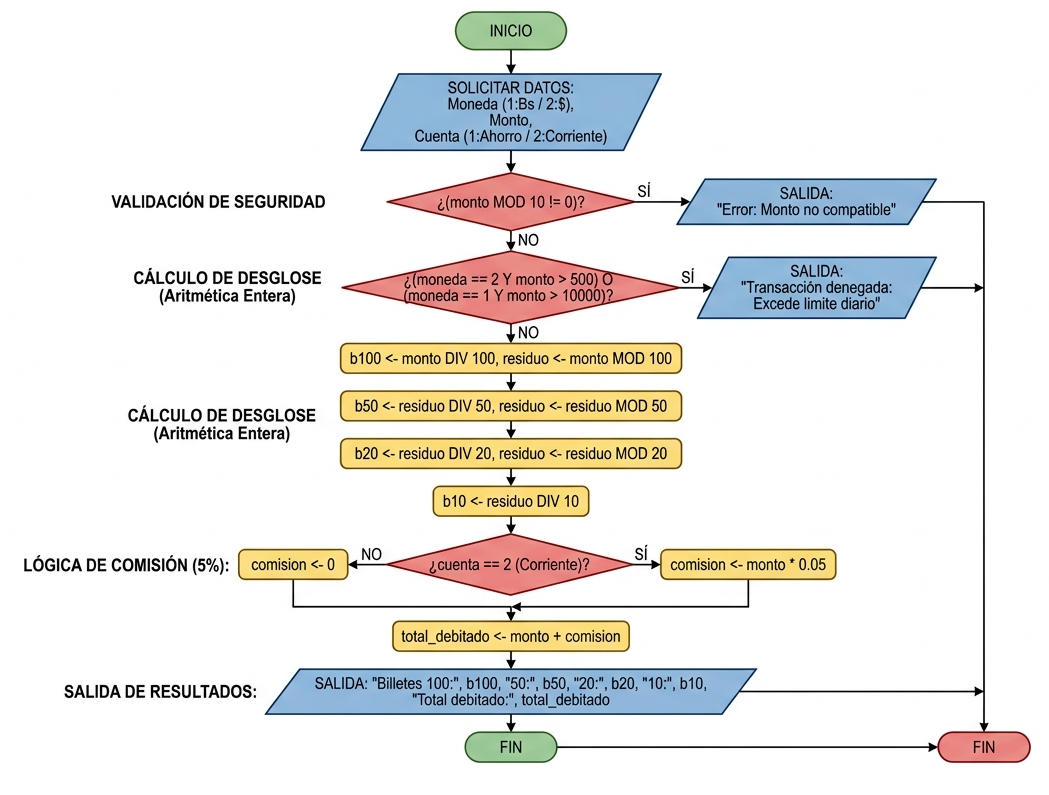 INICIO
SOLICITAR DATOS:
Moneda (1:Bs / 2:$),
Monto,
Cuenta (1:Ahorro / 2:Corriente)
VALIDACIÓN DE SEGURIDAD
¿(monto MOD 10 != 0)?
SÍ
SALIDA:
"Error: Monto no compatible"
NO
CÁLCULO DE DESGLOSE
(Aritmética Entera)
¿(moneda == 2 Y monto > 500) O
(moneda == 1 Y monto > 10000)?
SÍ
SALIDA:
"Transacción denegada:
Excede limite diario"
NO
b100 <- monto DIV 100, residuo <- monto MOD 100
CÁLCULO DE DESGLOSE
(Aritmética Entera)
b50 <- residuo DIV 50, residuo <- residuo MOD 50
b20 <- residuo DIV 20, residuo <- residuo MOD 20
b10 <- residuo DIV 10
LÓGICA DE COMISIÓN (5%):
comision <- 0
NO
¿cuenta == 2 (Corriente)?
SÍ
comision <- monto * 0.05
total_debitado <- monto + comision
SALIDA DE RESULTADOS:
SALIDA: "Billetes 100:", b100, "50:", b50, "20:", b20, "10:", b10,
"Total debitado:", total_debitado
FIN
FIN